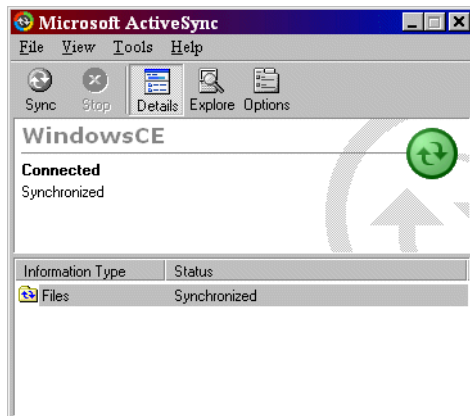 Microsoft ActiveSync
File View Tools Help
Sync Stop Details Explore Options
WindowsCE
Connected
Synchronized
Information Type Status
Files Synchronized